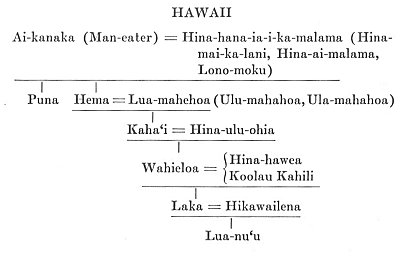 HAWAII
Ai-kanaka (Man-eater) = Hina-hana-ia-i-ka-malama (Hina-
mai-ka-lani, Hina-ai-malama,
Lono-moku)
Puna Hema = Lua-mahehoa (Ulu-mahahoa, Ula-mahahoa)
Kahaʻi = Hina-ulu-ohia
Wahieloa = {Hina-hawea
Koolau Kahili
Laka = Hikawailena
Lua-nuʻu